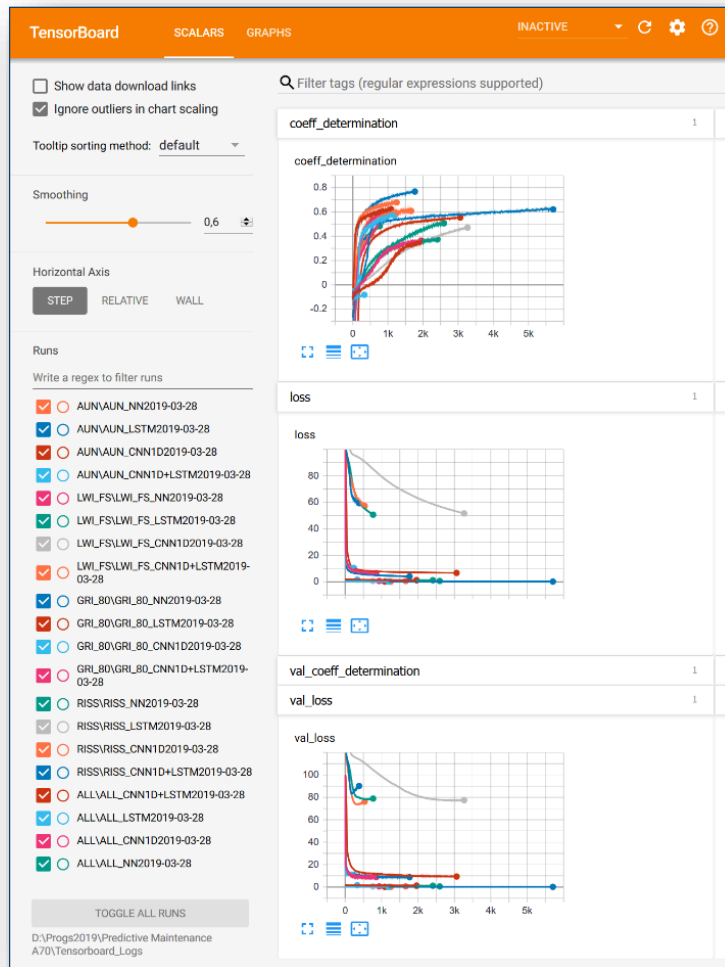 TensorBoard
SCALARS
GRAPHS
INACTIVE
Show data download links
Ignore outliers in chart scaling
Tooltip sorting method: default
Smoothing
0,6
Horizontal Axis
STEP
RELATIVE
WALL
Runs
Write a regex to filter runs
AUN\AUN_NN2019-03-28
AUN\AUN_LSTM2019-03-28
AUN\AUN_CNN1D2019-03-28
AUN\AUN_CNN1D+LSTM2019-03-28
LWI_FS\LWI_FS_NN2019-03-28
LWI_FS\LWI_FS_LSTM2019-03-28
LWI_FS\LWI_FS_CNN1D2019-03-28
LWI_FS\LWI_FS_CNN1D+LSTM2019-
03-28
GRI_80\GRI_80_NN2019-03-28
GRI_80\GRI_80_LSTM2019-03-28
GRI_80\GRI_80_CNN1D2019-03-28
GRI_80\GRI_80_CNN1D+LSTM2019-
03-28
RISS\RISS_NN2019-03-28
RISS\RISS_LSTM2019-03-28
RISS\RISS_CNN1D2019-03-28
RISS\RISS_CNN1D+LSTM2019-03-28
ALL\ALL_CNN1D+LSTM2019-03-28
ALL\ALL_LSTM2019-03-28
ALL\ALL_CNN1D2019-03-28
ALL\ALL_NN2019-03-28
TOGGLE ALL RUNS
D:\Progs2019\Predictive Maintenance
A70\Tensorboard_Logs
Filter tags (regular expressions supported)
coeff_determination 1
coeff_determination
0.8
0.6
0.4
0.2
0
-0.2
0 1k 2k 3k 4k 5k
loss 1
loss
80
60
40
20
0
0 1k 2k 3k 4k 5k
val_coeff_determination 1
val_loss 1
val_loss
100
80
60
40
20
0
0 1k 2k 3k 4k 5k